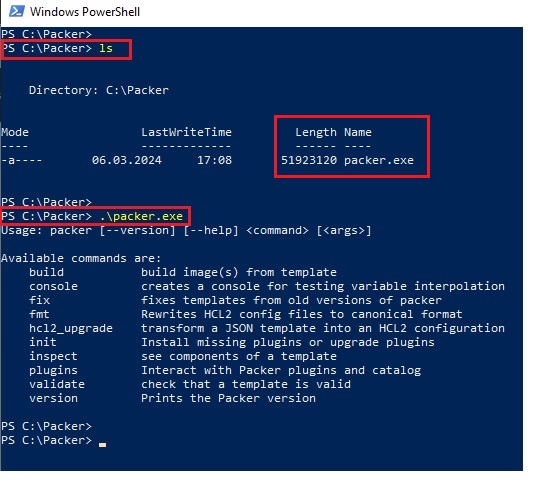 Windows PowerShell
PS C:\Packer>
PS C:\Packer> ls
Directory: C:\Packer
Mode LastWriteTime Length Name
---- ------------- ------ ----
-a---- 06.03.2024 17:08 51923120 packer.exe
PS C:\Packer>
PS C:\Packer> .\packer.exe
Usage: packer [--version] [--help] <command> [<args>]
Available commands are:
build build image(s) from template
console creates a console for testing variable interpolation
fix fixes templates from old versions of packer
fmt Rewrites HCL2 config files to canonical format
hcl2_upgrade transform a JSON template into an HCL2 configuration
init Install missing plugins or upgrade plugins
inspect see components of a template
plugins Interact with Packer plugins and catalog
validate check that a template is valid
version Prints the Packer version
PS C:\Packer>
PS C:\Packer>